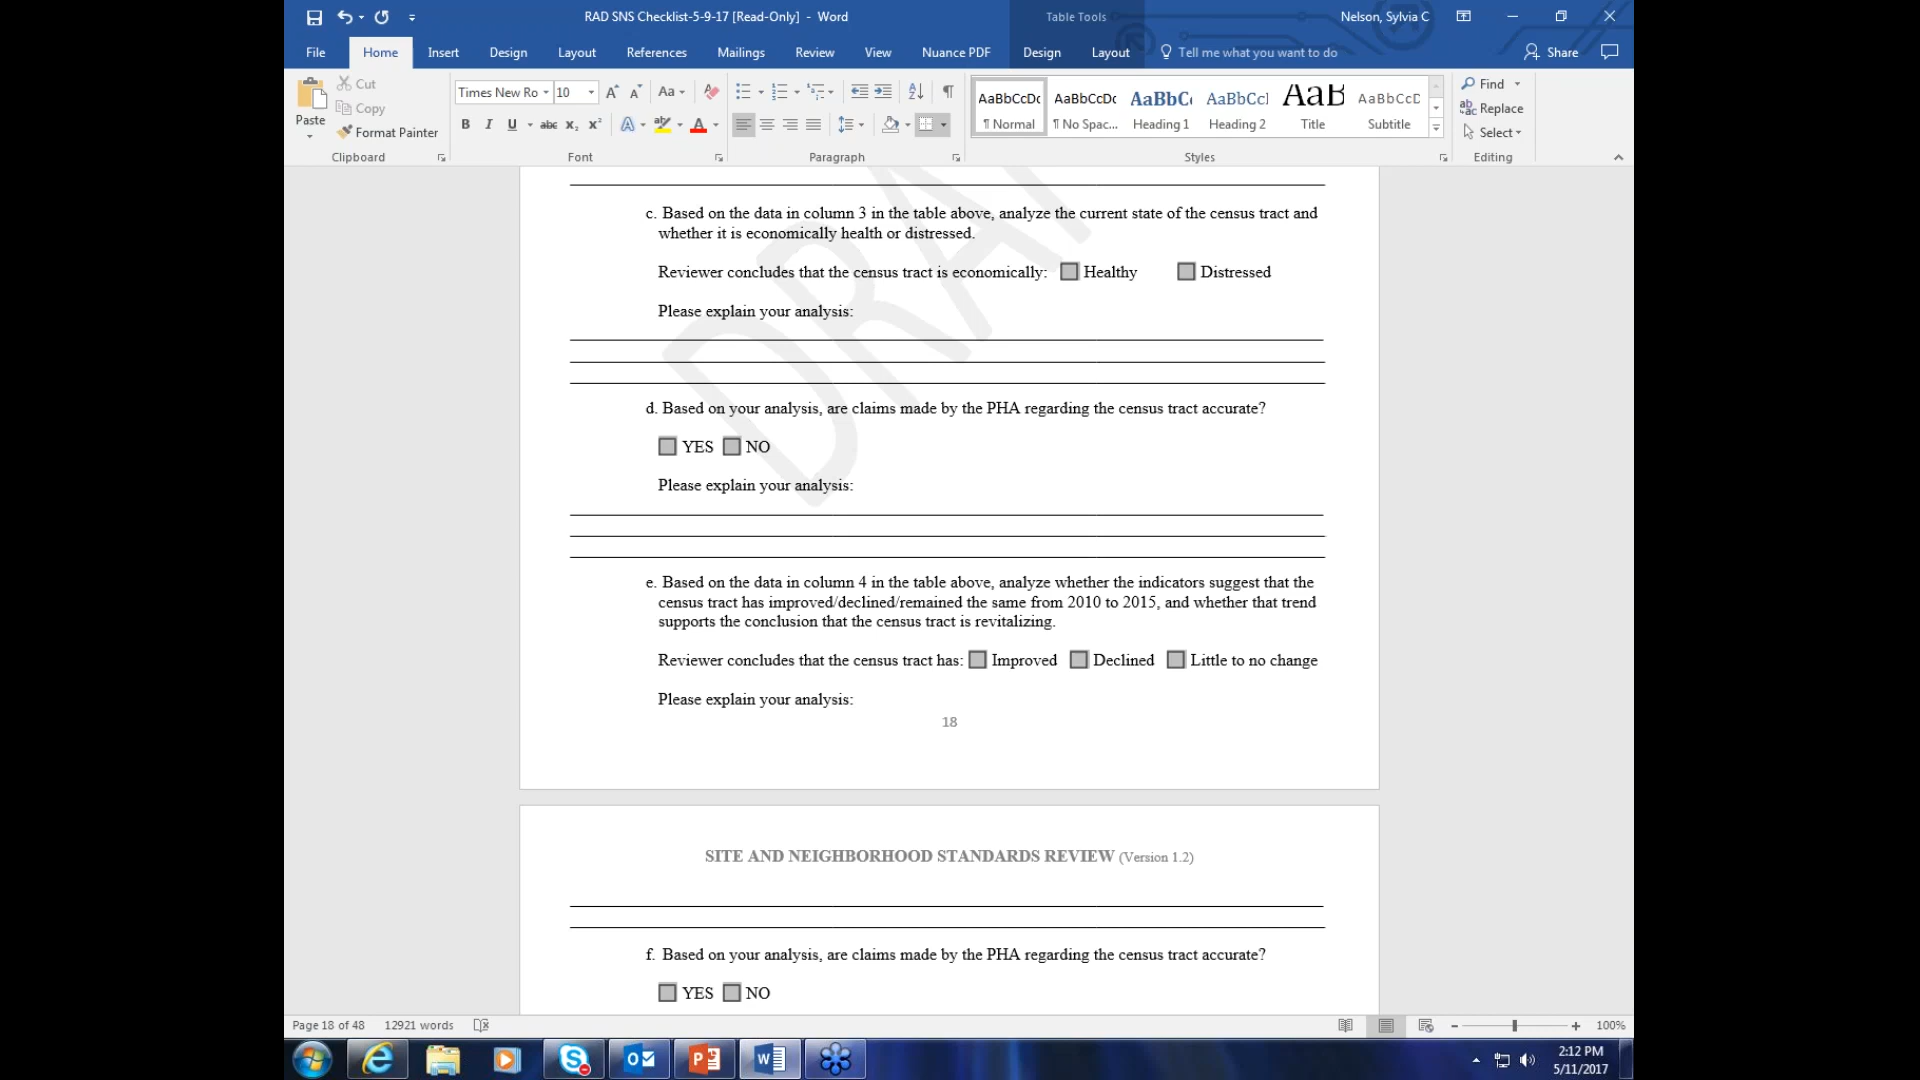 RAD SNS Checklist-5-9-17 [Read-Only] - Word
Table Tools
Nelson, Sylvia C
File Home Insert Design Layout References Mailings Review View Nuance PDF Design Layout Tell me what you want to do Share
Paste
Cut
Copy
Format Painter
Clipboard
Times New Ro 10
Font
Paragraph
AaBbCcDc AaBbCcDc AaBbC AaBbCcl AaB AaBbCcD
¶ Normal ¶ No Spac... Heading 1 Heading 2 Title Subtitle
Styles
Find
Replace
Select
Editing
DRAFT
c. Based on the data in column 3 in the table above, analyze the current state of the census tract and
whether it is economically health or distressed.
Reviewer concludes that the census tract is economically: Healthy Distressed
Please explain your analysis:
d. Based on your analysis, are claims made by the PHA regarding the census tract accurate?
YES NO
Please explain your analysis:
e. Based on the data in column 4 in the table above, analyze whether the indicators suggest that the
census tract has improved/declined/remained the same from 2010 to 2015, and whether that trend
supports the conclusion that the census tract is revitalizing.
Reviewer concludes that the census tract has: Improved Declined Little to no change
Please explain your analysis:
18
SITE AND NEIGHBORHOOD STANDARDS REVIEW (Version 1.2)
f. Based on your analysis, are claims made by the PHA regarding the census tract accurate?
YES NO
Page 18 of 48 12921 words 100%
2:12 PM
5/11/2017